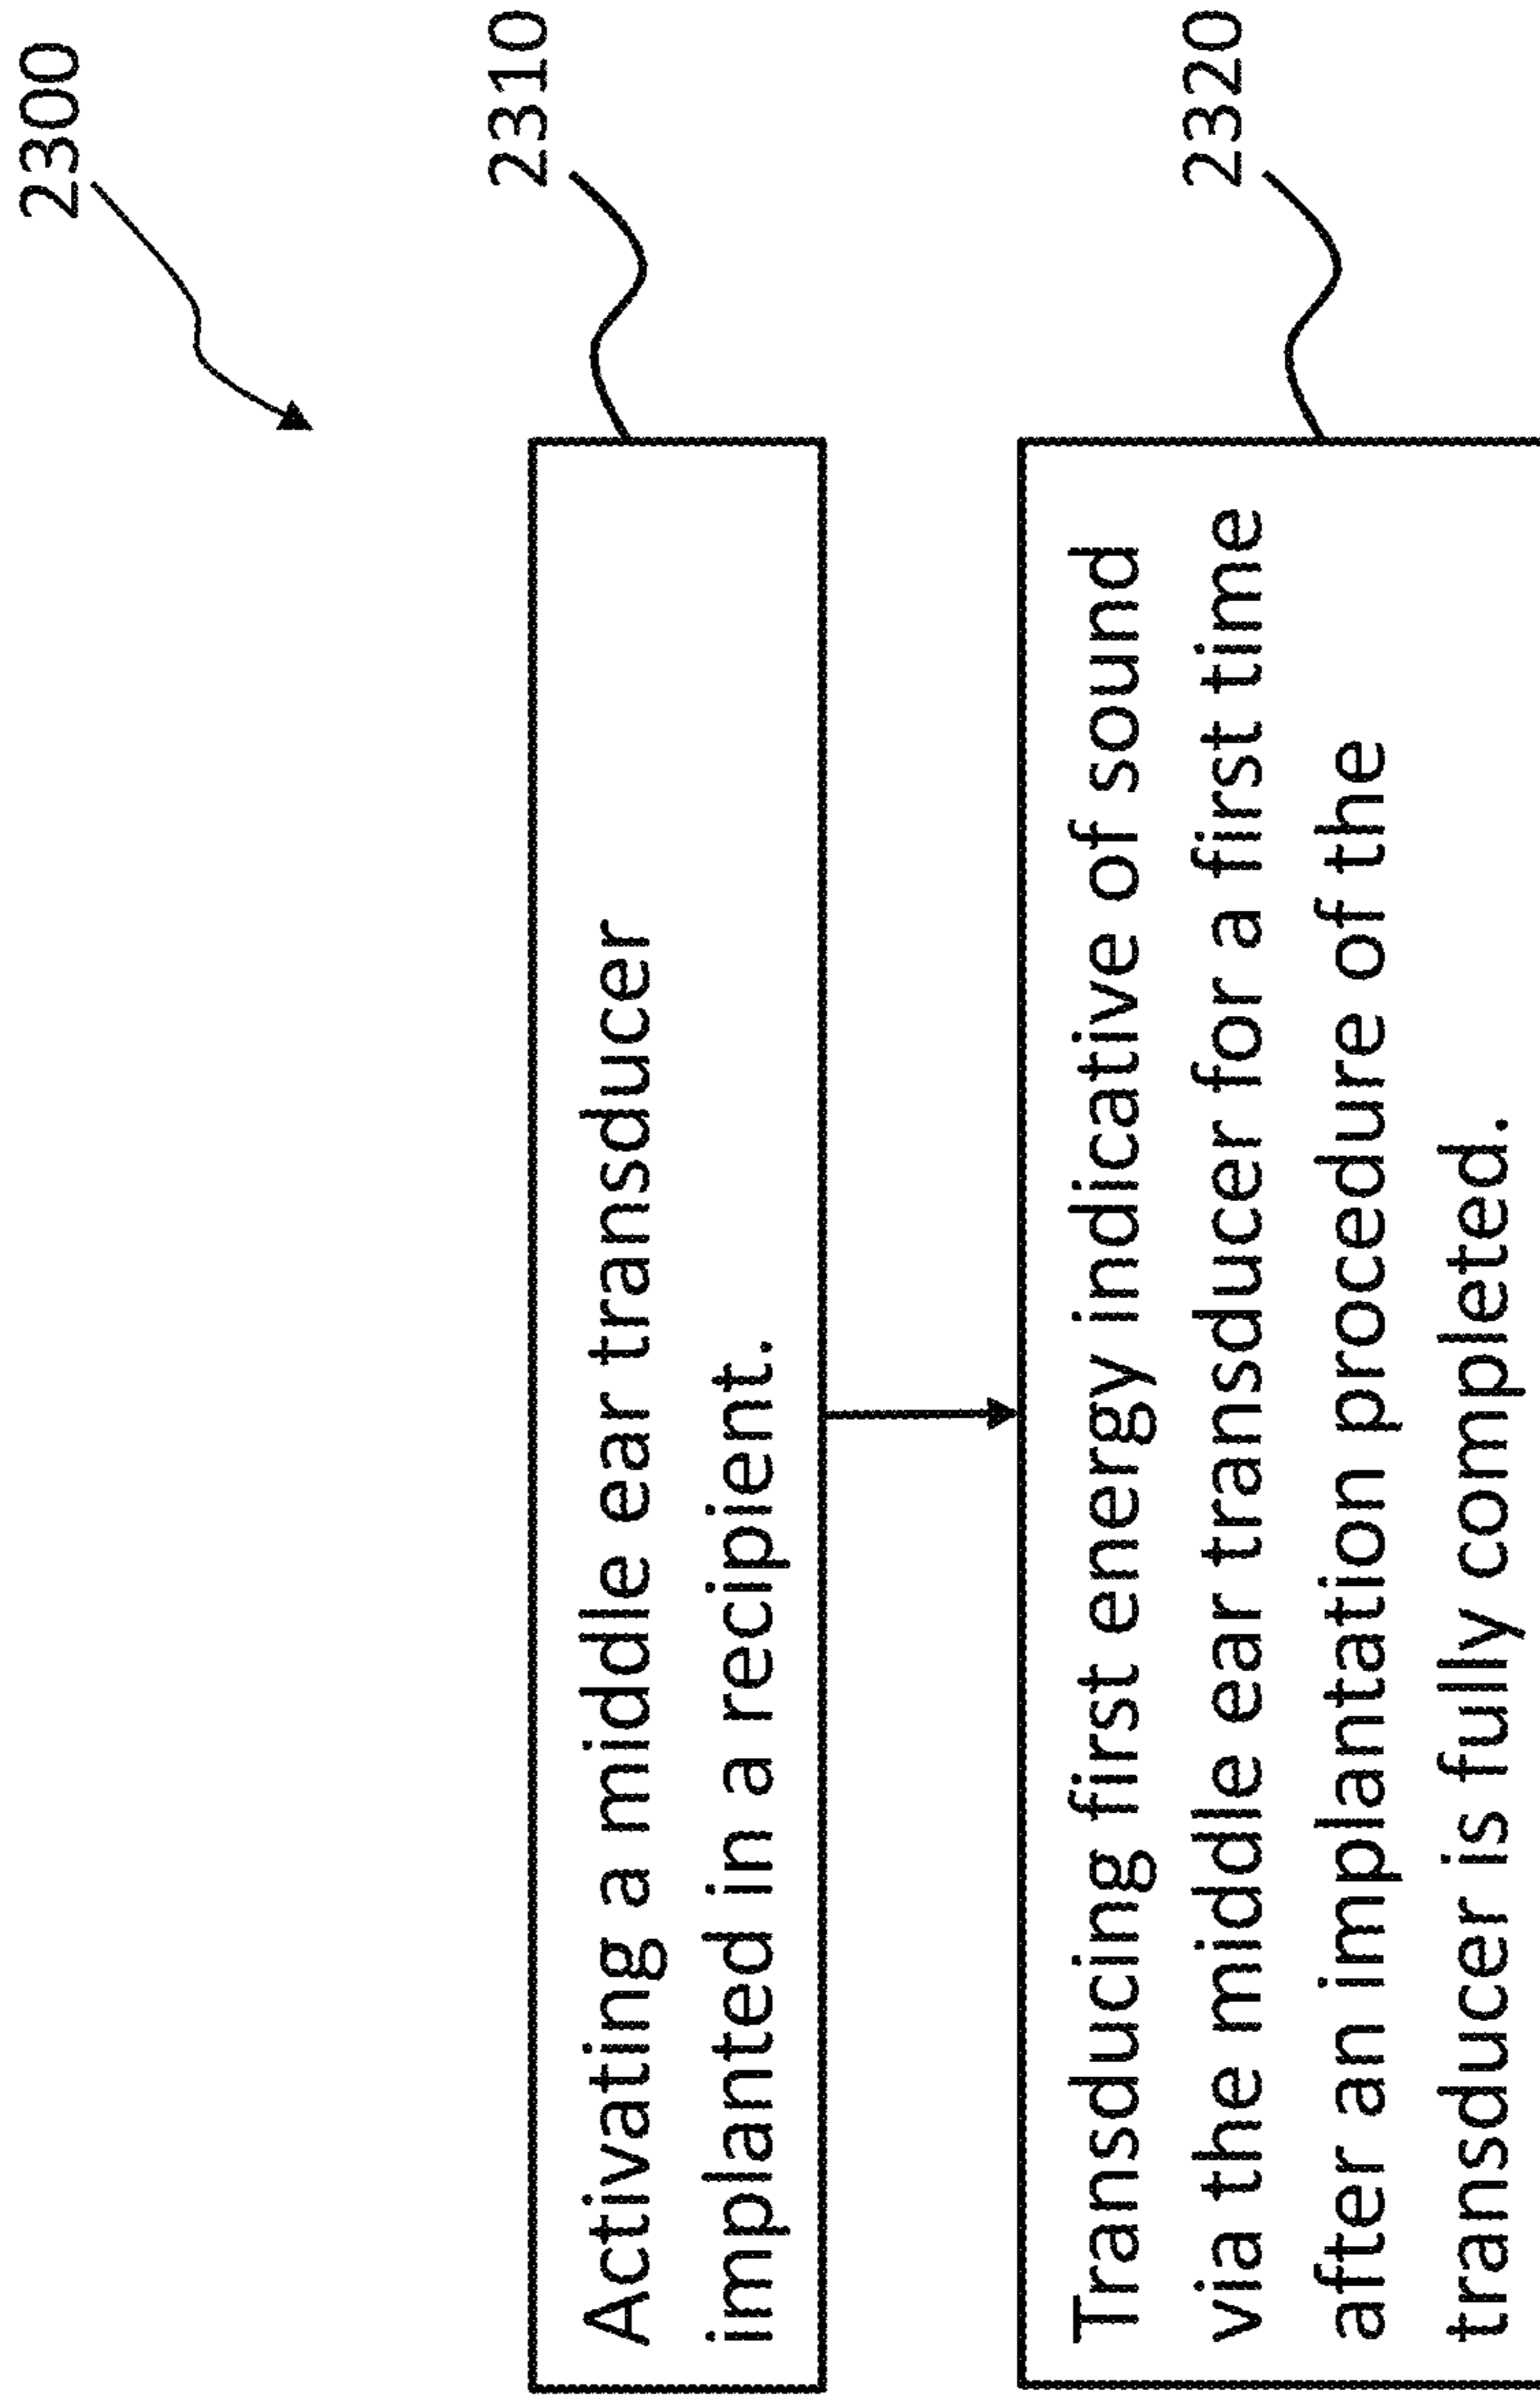 2300
2310
Activating a middle ear transducer
implanted in a recipient.
2320
Transducing first energy indicative of sound
via the middle ear transducer for a first time
after an implantation procedure of the
transducer is fully completed.